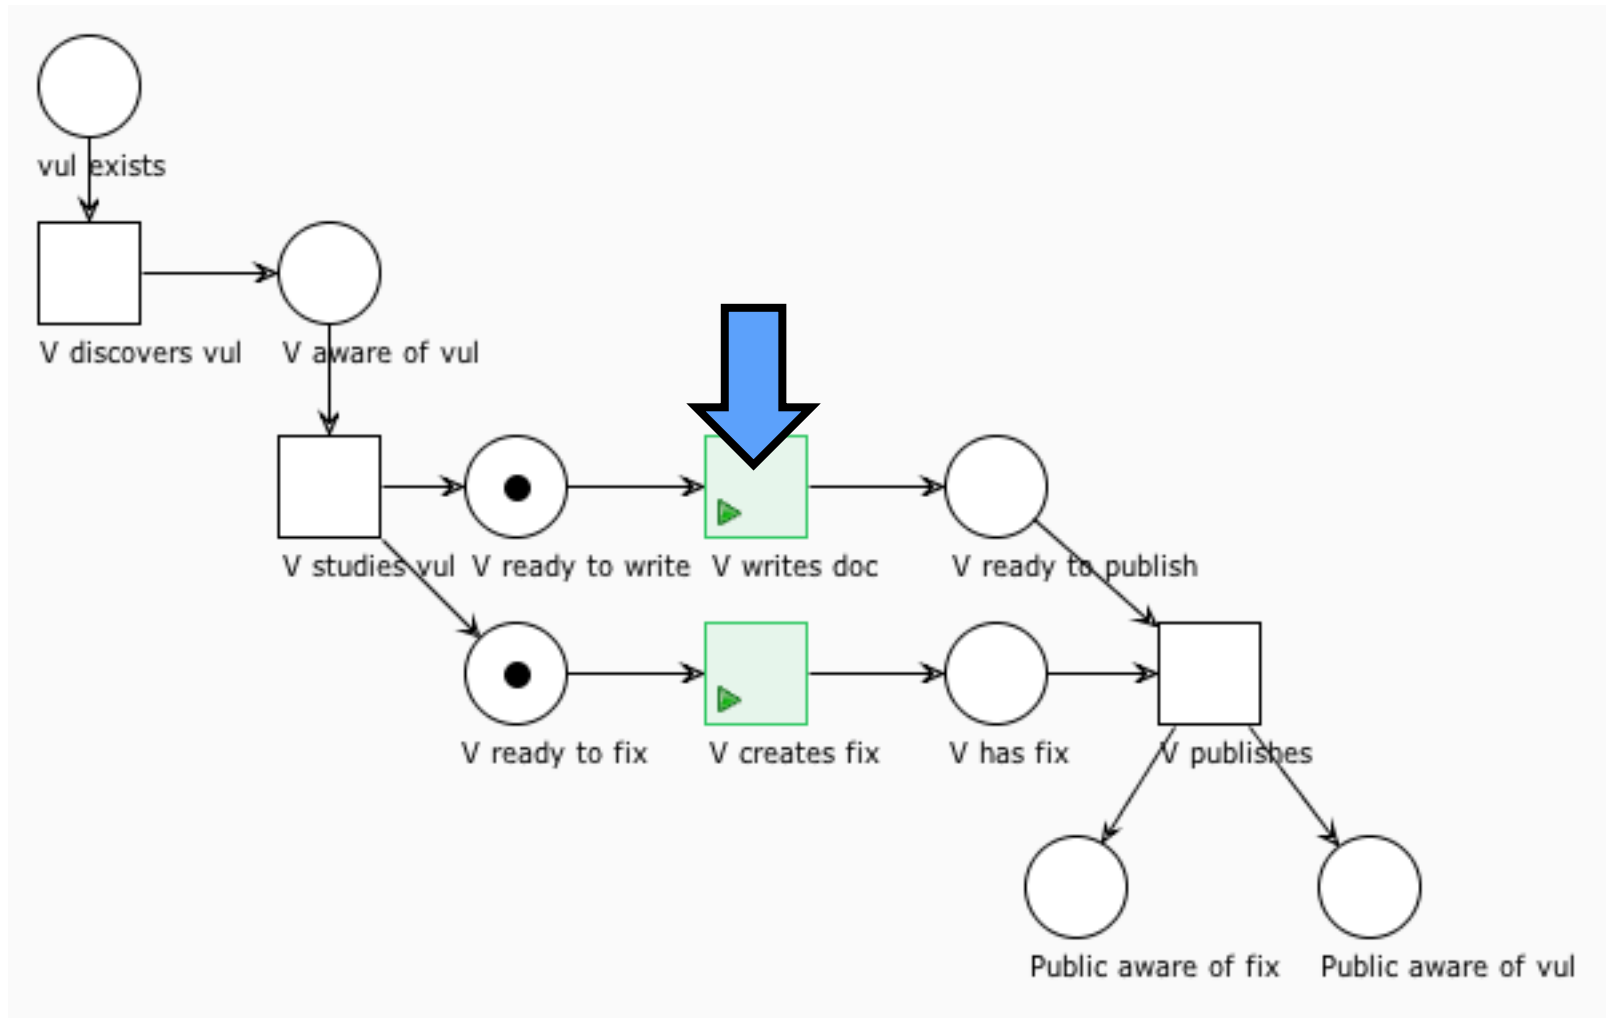 vul exists
V discovers vul
V aware of vul
V studies vul
V ready to write
V writes doc
V ready to publish
V ready to fix
V creates fix
V has fix
V publishes
Public aware of fix
Public aware of vul